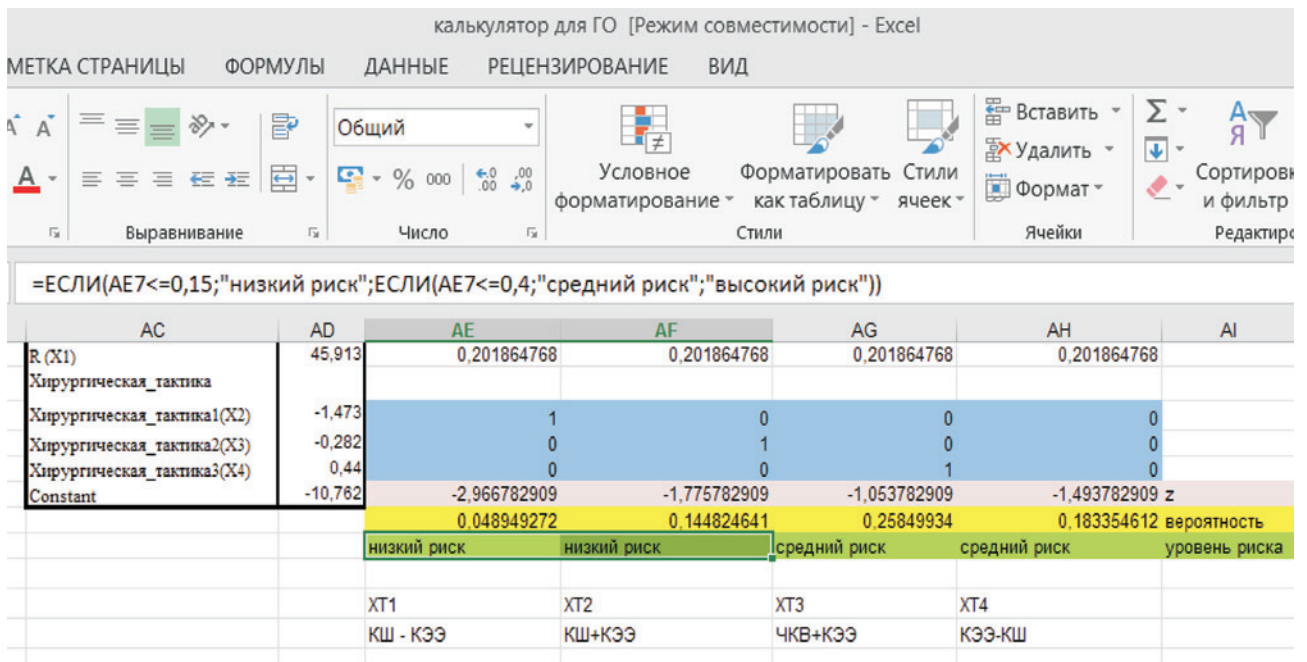 калькулятор для ГО [Режим совместимости] - Excel
МЕТКА СТРАНИЦЫ ФОРМУЛЫ ДАННЫЕ РЕЦЕНЗИРОВАНИЕ ВИД
Общий Вставить
Условное Форматировать Стили Удалить Сортировк
форматирование как таблицу ячеек Формат и фильтр
Выравнивание Число Стили Ячейки Редактиро
=ЕСЛИ(AE7<=0,15;"низкий риск";ЕСЛИ(AE7<=0,4;"средний риск";"высокий риск"))
AC AD AE AF AG AH AI
R (X1) 45,913 0,201864768 0,201864768 0,201864768 0,201864768
Хирургическая_тактика
Хирургическая_тактика1(X2) -1,473 1 0 0 0
Хирургическая_тактика2(X3) -0,282 0 1 0 0
Хирургическая_тактика3(X4) 0,44 0 0 1 0
Constant -10,762 -2,966782909 -1,775782909 -1,053782909 -1,493782909 z
0,048949272 0,144824641 0,25849934 0,183354612 вероятность
низкий риск низкий риск средний риск средний риск уровень риска
ХТ1 ХТ2 ХТ3 ХТ4
КШ - КЭЭ КШ+КЭЭ ЧКВ+КЭЭ КЭЭ-КШ